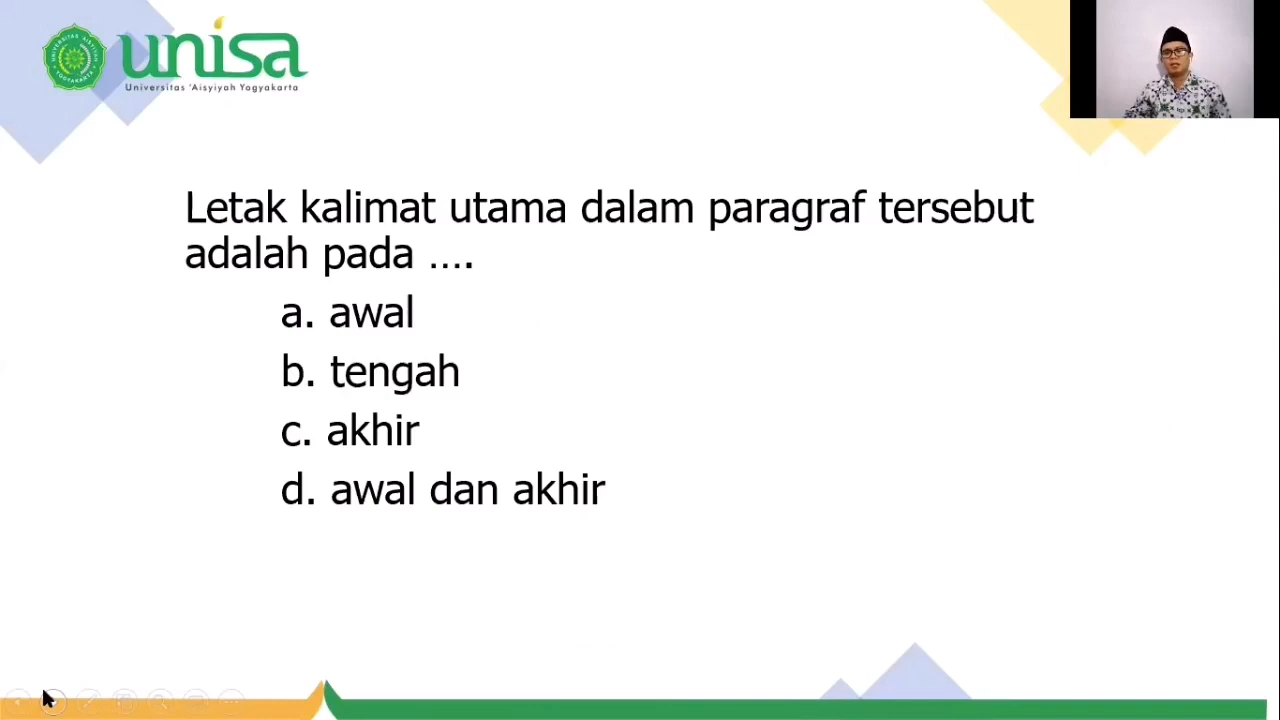 unisa
Universitas 'Aisyiyah Yogyakarta
Letak kalimat utama dalam paragraf tersebut
adalah pada ....
a. awal
b. tengah
c. akhir
d. awal dan akhir